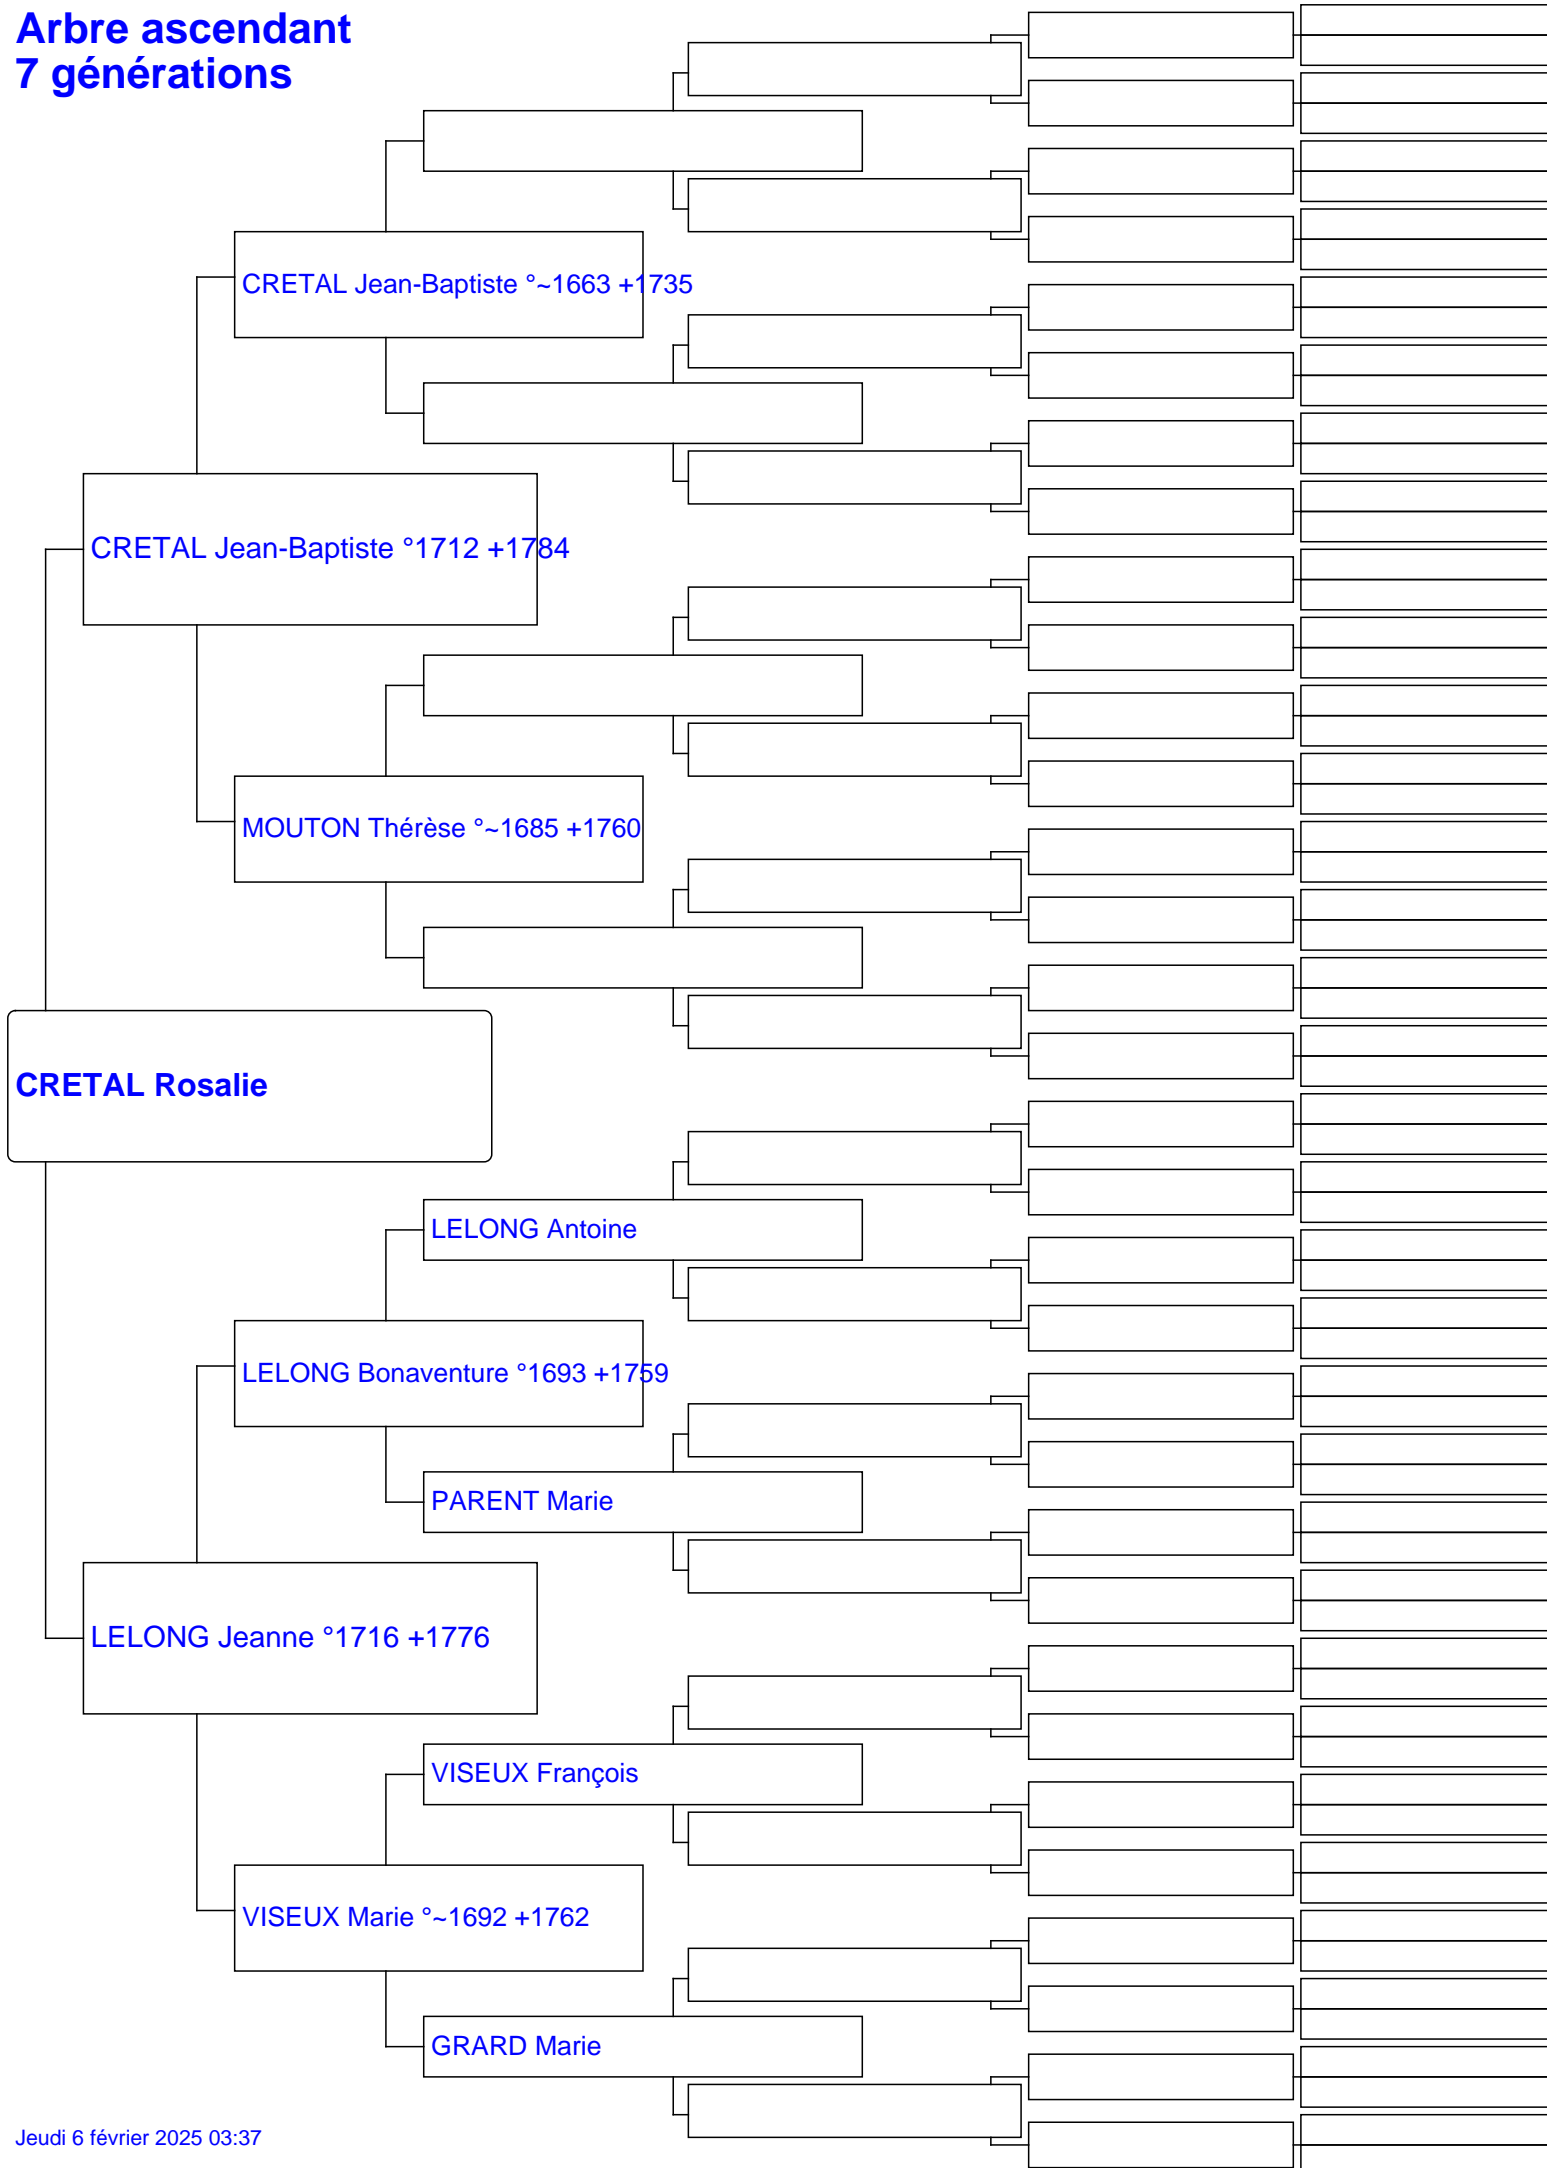 Arbre ascendant
7 générations
CRETAL Jean-Baptiste °~1663 +1735
CRETAL Jean-Baptiste °1712 +1784
MOUTON Thérèse °~1685 +1760
CRETAL Rosalie
LELONG Antoine
LELONG Bonaventure °1693 +1759
PARENT Marie
LELONG Jeanne °1716 +1776
VISEUX François
VISEUX Marie °~1692 +1762
GRARD Marie
Jeudi 6 février 2025 03:37